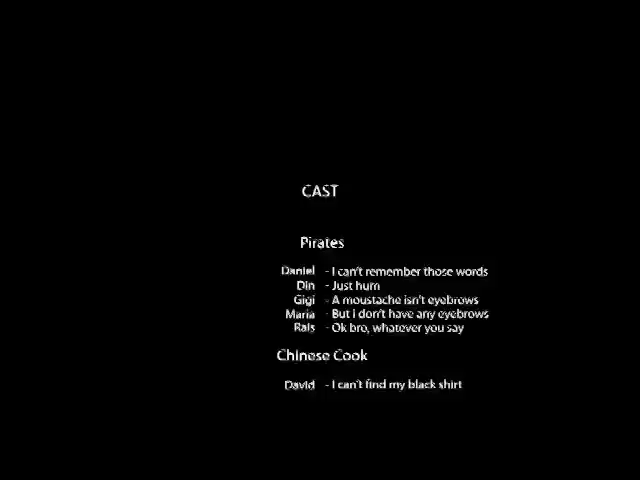 CAST
Pirates
Daniel - I can't remember those words
Din - Just hum
Gigi - A moustache isn't eyebrows
Maria - But i don't have any eyebrows
Rais - Ok bro, whatever you say
Chinese Cook
David - I can't find my black shirt